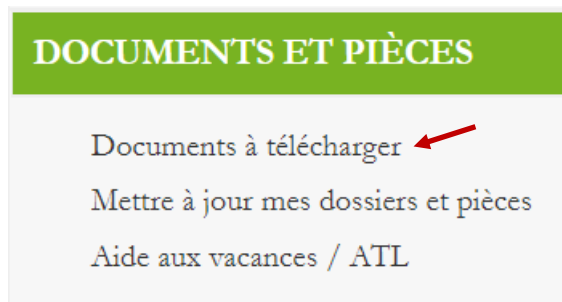 DOCUMENTS ET PIÈCES
Documents à télécharger
Mettre à jour mes dossiers et pièces
Aide aux vacances / ATL